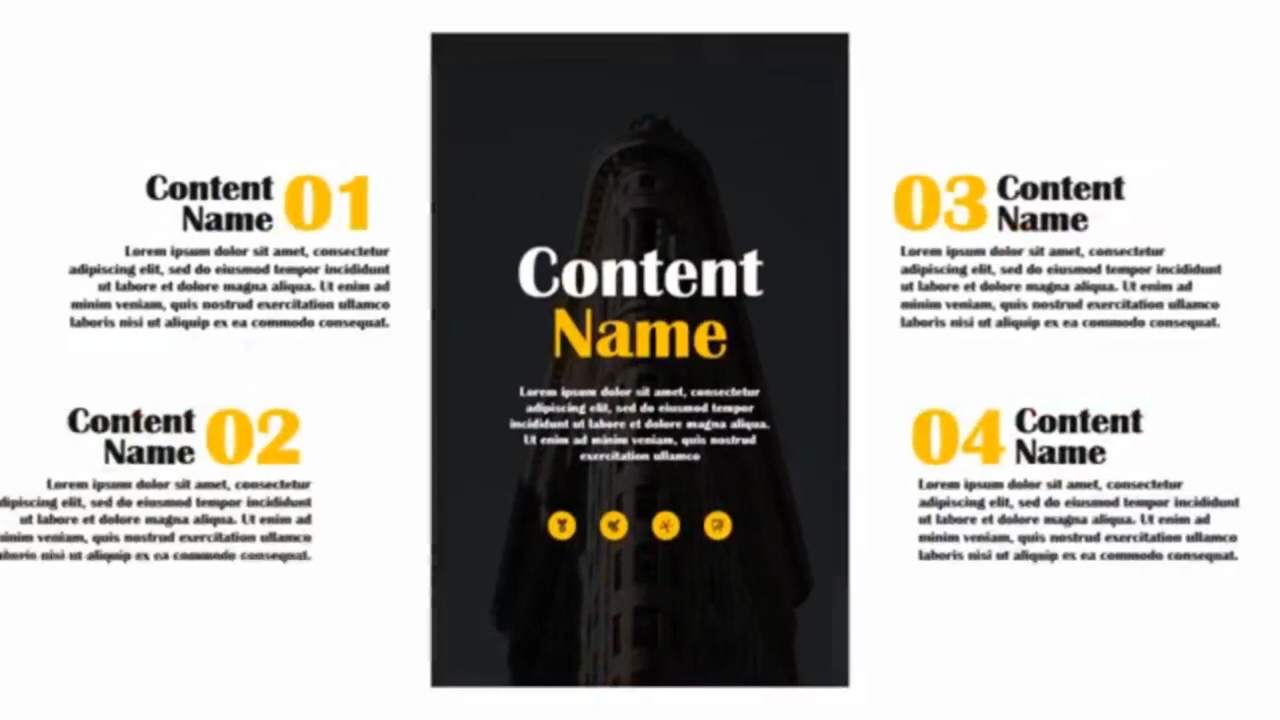 Content
Name
01
Lorem ipsum dolor sit amet, consectetur
adipiscing elit, sed do eiusmod tempor incididunt
ut labore et dolore magna aliqua. Ut enim ad
minim veniam, quis nostrud exercitation ullamco
laboris nisi ut aliquip ex ea commodo consequat.
Content
Name
02
Lorem ipsum dolor sit amet, consectetur
dipiscing elit, sed do eiusmod tempor incididunt
ut labore et dolore magna aliqua. Ut enim ad
inim veniam, quis nostrud exercitation ullamco
nisi ut aliquip ex ea commodo consequat.
Content
Name
Lorem ipsum dolor sit amet, consectetur
adipiscing elit, sed do eiusmod tempor
incididunt ut labore et dolore magna aliqua.
Ut enim ad minim veniam, quis nostrud
exercitation ullamco
03
Content
Name
Lorem ipsum dolor sit amet, consectetur
adipiscing elit, sed do eiusmod tempor incididunt
ut labore et dolore magna aliqua. Ut enim ad
minim veniam, quis nostrud exercitation ullamco
laboris nisi ut aliquip ex ea commodo consequat.
04
Content
Name
Lorem ipsum dolor sit amet, consectetur
adipiscing elit, sed do eiusmod tempor incididunt
ut labore et dolore magna aliqua. Ut enim ad
minim veniam, quis nostrud exercitation ullamco
laboris nisi ut aliquip ex ea commodo consequat.